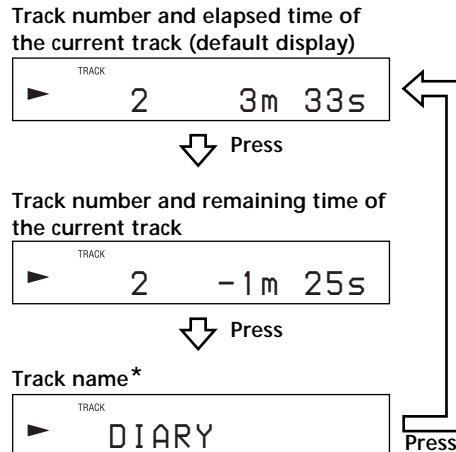 Track number and elapsed time of
the current track (default display)
TRACK
2 3m 33s
Press
Track number and remaining time of
the current track
TRACK
2 -1m 25s
Press
Track name*
TRACK
DIARY
Press